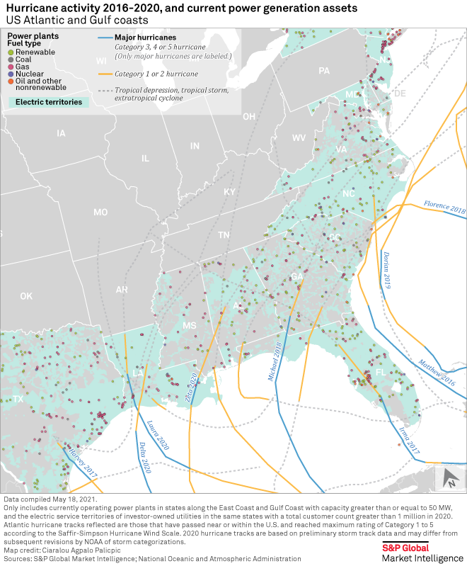 Hurricane activity 2016-2020, and current power generation assets
US Atlantic and Gulf coasts
Power plants
Fuel type
Renewable
Coal
Gas
Nuclear
Oil and other
nonrenewable
Electric territories
Major hurricanes
Category 3, 4 or 5 hurricane
(Only major hurricanes are labeled.)
Category 1 or 2 hurricane
Tropical depression, tropical storm,
extratropical cyclone
WI
PA
NJ
MD
DE
OH
IN
IL
IA
WV
VA
KY
MO
NC
TN
OK
AR
SC
GA
AL
MS
LA
TX
FL
Florence 2018
Dorian 2019
Matthew 2016
Michael 2018
Zeta 2020
Laura 2020
Delta 2020
Harvey 2017
Irma 2017
N
Data compiled May 18, 2021.
Only includes currently operating power plants in states along the East Coast and Gulf Coast with capacity greater than or equal to 50 MW,
and the electric service territories of investor-owned utilities in the same states with a total customer count greater than 1 million in 2020.
Atlantic hurricane tracks reflected are those that have passed near or within the U.S. and reached maximum rating of Category 1 to 5
according to the Saffir-Simpson Hurricane Wind Scale. 2020 hurricane tracks are based on preliminary storm track data and may differ from
subsequent revisions by NOAA of storm categorizations.
Map credit: Ciaralou Agpalo Palicpic
Sources: S&P Global Market Intelligence; National Oceanic and Atmospheric Administration
S&P Global
Market Intelligence